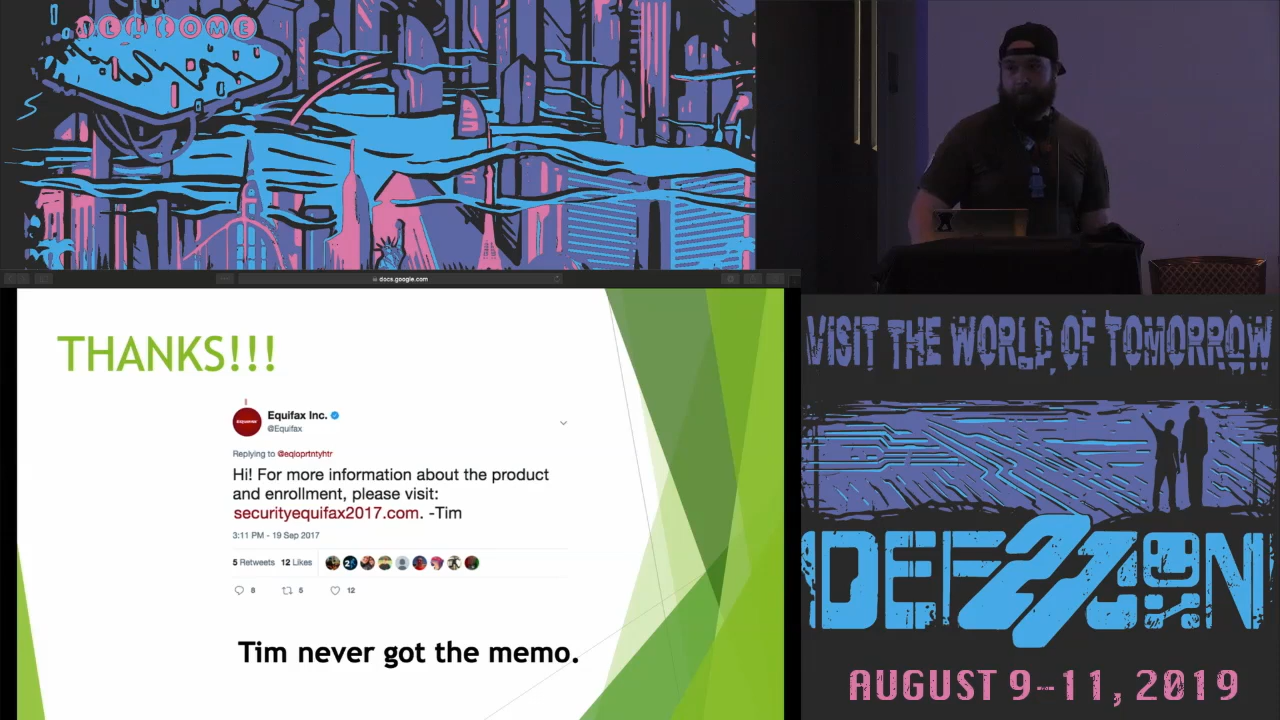 WELCOME
docs.google.com
THANKS!!!
Equifax Inc.
@Equifax
Replying to @eqloprtntyhtr
Hi! For more information about the product
and enrollment, please visit:
securityequifax2017.com. -Tim
3:11 PM - 19 Sep 2017
5 Retweets 12 Likes
8 5 12
Tim never got the memo.
VISIT THE WORLD OF TOMORROW
DEF CON 27
AUGUST 9-11, 2019